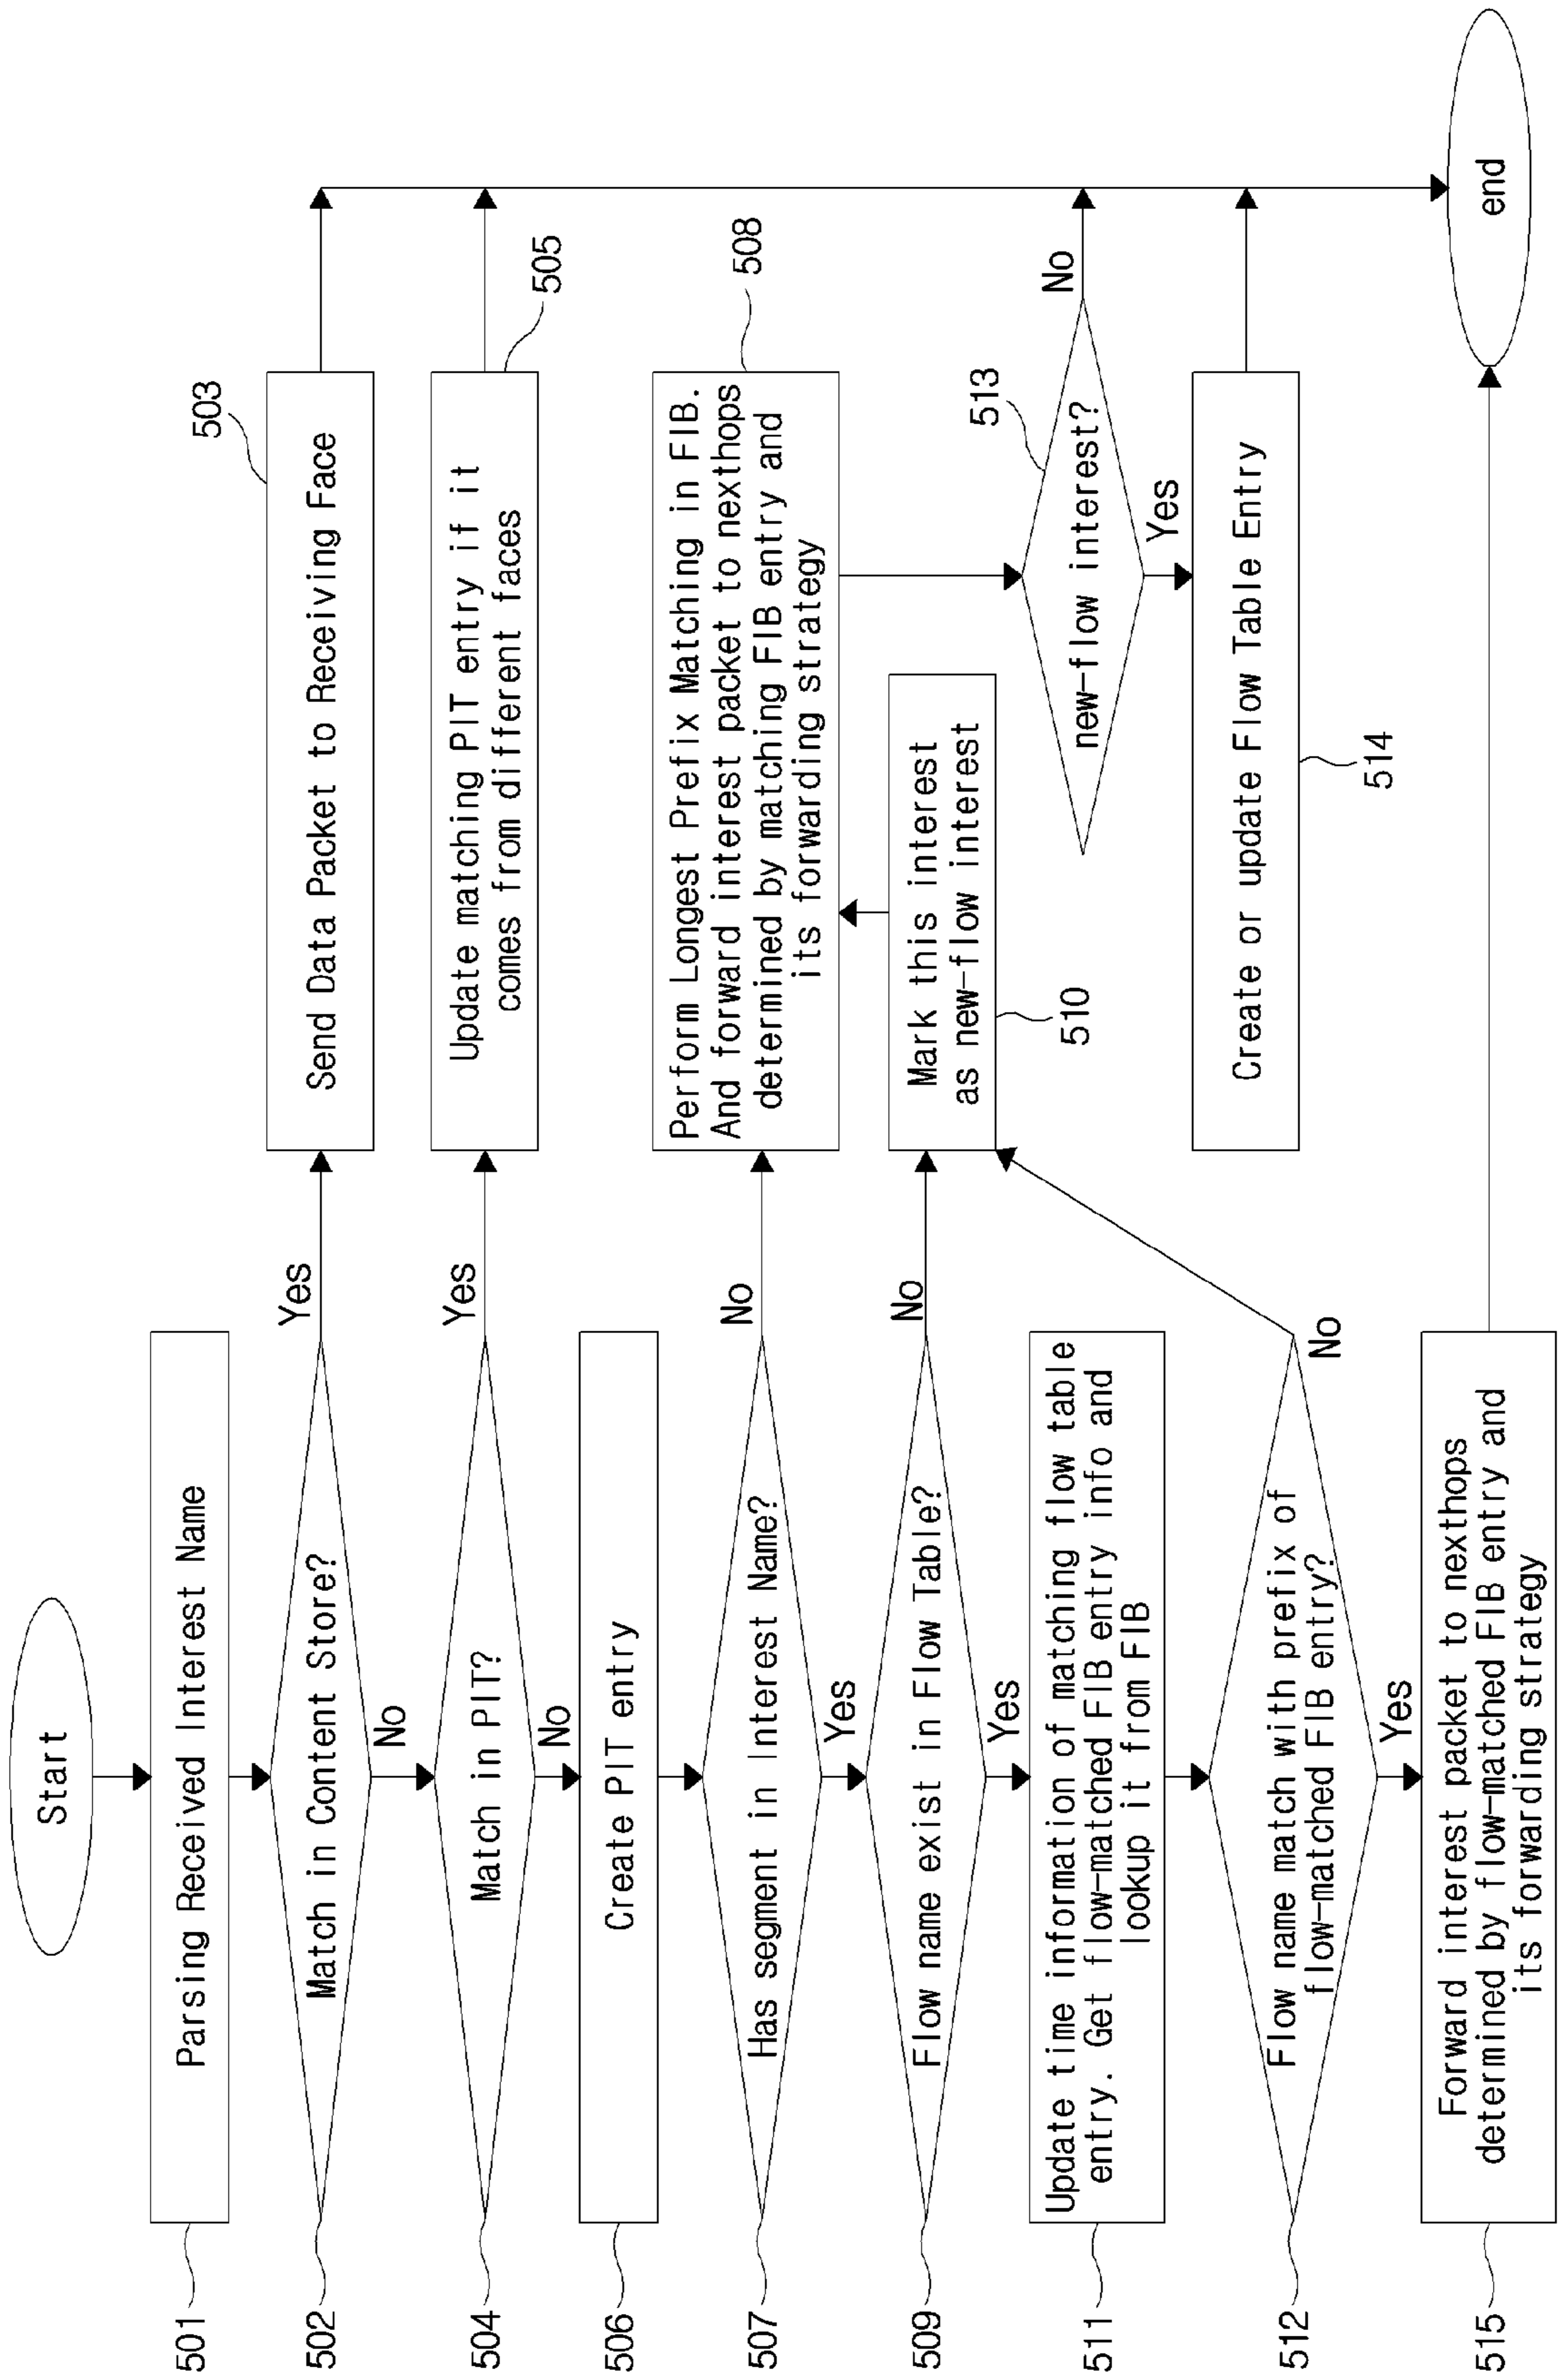 Start
501
Parsing Received Interest Name
502
Match in Content Store?
Yes
No
503
Send Data Packet to Receiving Face
504
Match in PIT?
Yes
No
505
Update matching PIT entry if it
comes from different faces
506
Create PIT entry
507
Has segment in Interest Name?
No
Yes
508
Perform Longest Prefix Matching in FIB.
And forward interest packet to nexthops
determined by matching FIB entry and
its forwarding strategy
509
Flow name exist in Flow Table?
No
Yes
Mark this interest
as new-flow interest
510
511
Update time information of matching flow table
entry. Get flow-matched FIB entry info and
lookup it from FIB
513
new-flow interest?
No
Yes
512
Flow name match with prefix of
flow-matched FIB entry?
No
Yes
Create or update Flow Table Entry
514
515
Forward interest packet to nexthops
determined by flow-matched FIB entry and
its forwarding strategy
end